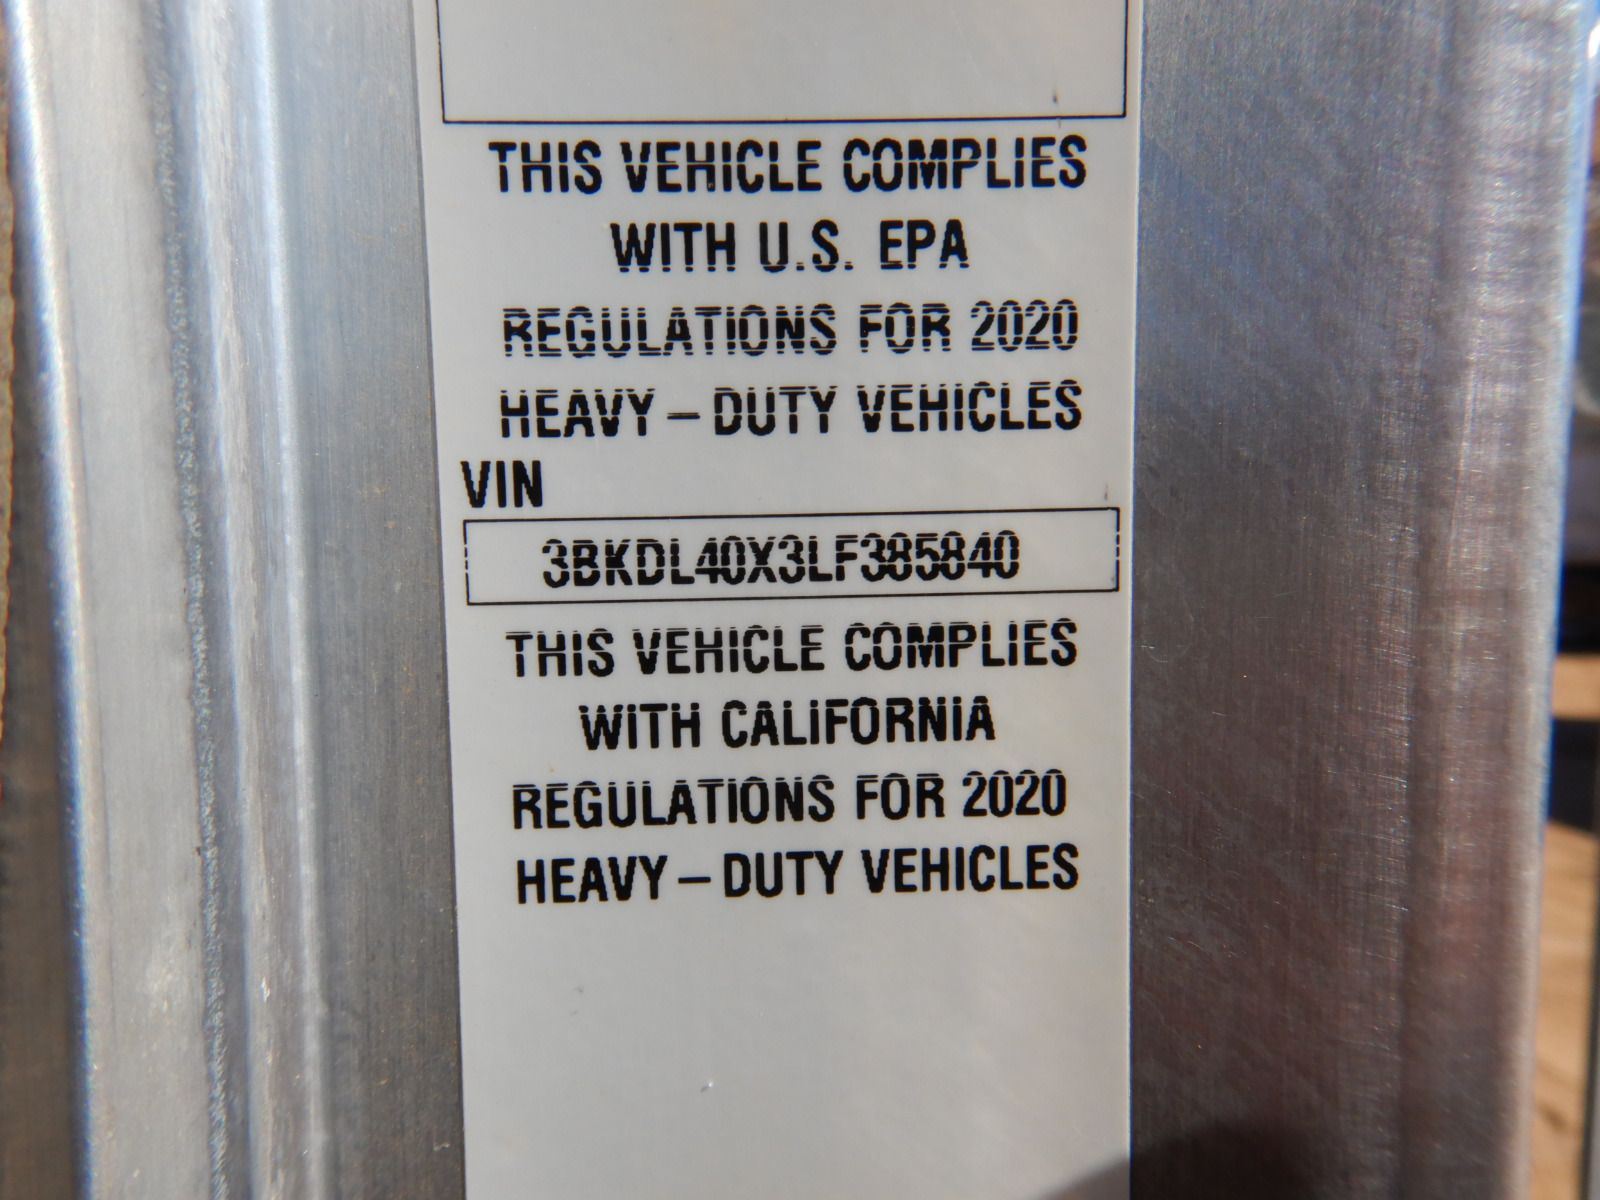 THIS VEHICLE COMPLIES
WITH U.S. EPA
REGULATIONS FOR 2020
HEAVY – DUTY VEHICLES
VIN
3BKDL40X3LF385840
THIS VEHICLE COMPLIES
WITH CALIFORNIA
REGULATIONS FOR 2020
HEAVY – DUTY VEHICLES